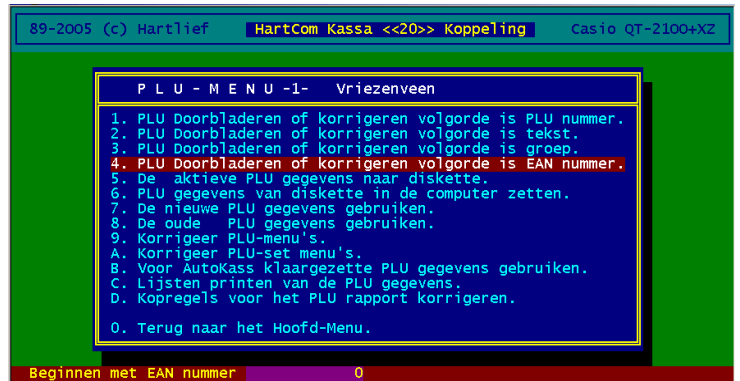 89-2005 (c) Hartlief HartCom Kassa <<20>> Koppeling Casio QT-2100+XZ
P L U - M E N U -1- Vriezenveen
1. PLU Doorbladeren of korrigeren volgorde is PLU nummer.
2. PLU Doorbladeren of korrigeren volgorde is tekst.
3. PLU Doorbladeren of korrigeren volgorde is groep.
4. PLU Doorbladeren of korrigeren volgorde is EAN nummer.
5. De aktieve PLU gegevens naar diskette.
6. PLU gegevens van diskette in de computer zetten.
7. De nieuwe PLU gegevens gebruiken.
8. De oude PLU gegevens gebruiken.
9. Korrigeer PLU-menu's.
A. Korrigeer PLU-set menu's.
B. Voor AutoKass klaargezette PLU gegevens gebruiken.
C. Lijsten printen van de PLU gegevens.
D. Kopregels voor het PLU rapport korrigeren.
0. Terug naar het Hoofd-Menu.
Beginnen met EAN nummer 0